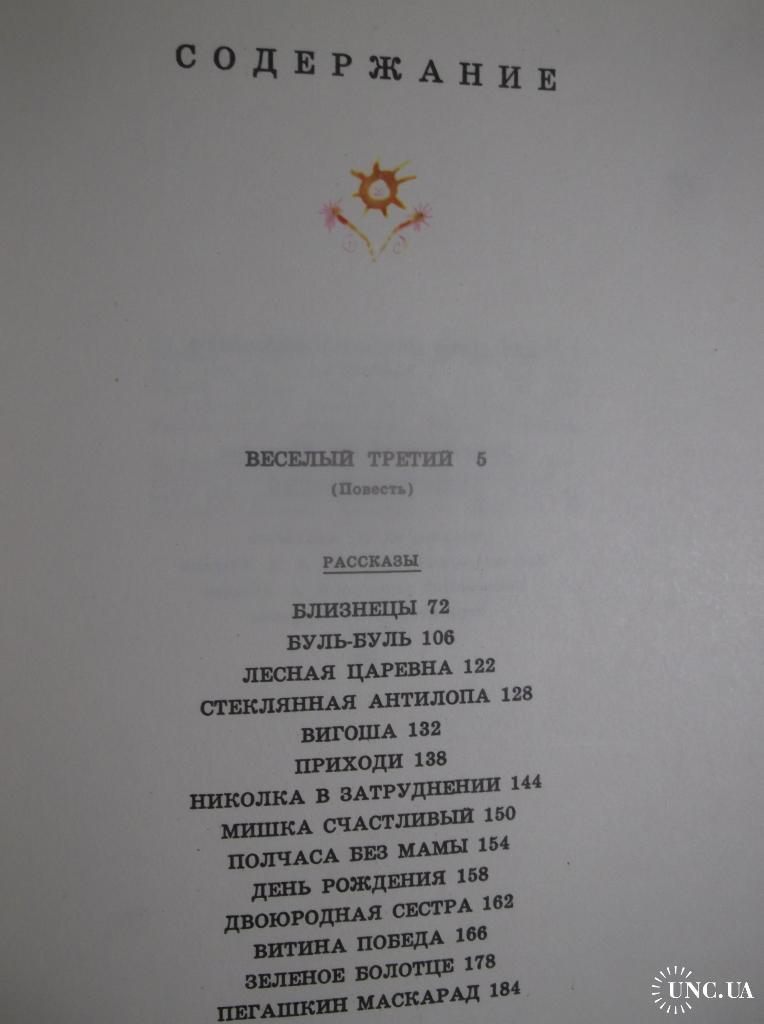 СОДЕРЖАНИЕ
ВЕСЕЛЫЙ ТРЕТИЙ 5
(Повесть)
РАССКАЗЫ
БЛИЗНЕЦЫ 72
БУЛЬ-БУЛЬ 106
ЛЕСНАЯ ЦАРЕВНА 122
СТЕКЛЯННАЯ АНТИЛОПА 128
ВИГОША 132
ПРИХОДИ 138
НИКОЛКА В ЗАТРУДНЕНИИ 144
МИШКА СЧАСТЛИВЫЙ 150
ПОЛЧАСА БЕЗ МАМЫ 154
ДЕНЬ РОЖДЕНИЯ 158
ДВОЮРОДНАЯ СЕСТРА 162
ВИТИНА ПОБЕДА 166
ЗЕЛЕНОЕ БОЛОТЦЕ 178
ПЕГАШКИН МАСКАРАД 184
UNC.UA